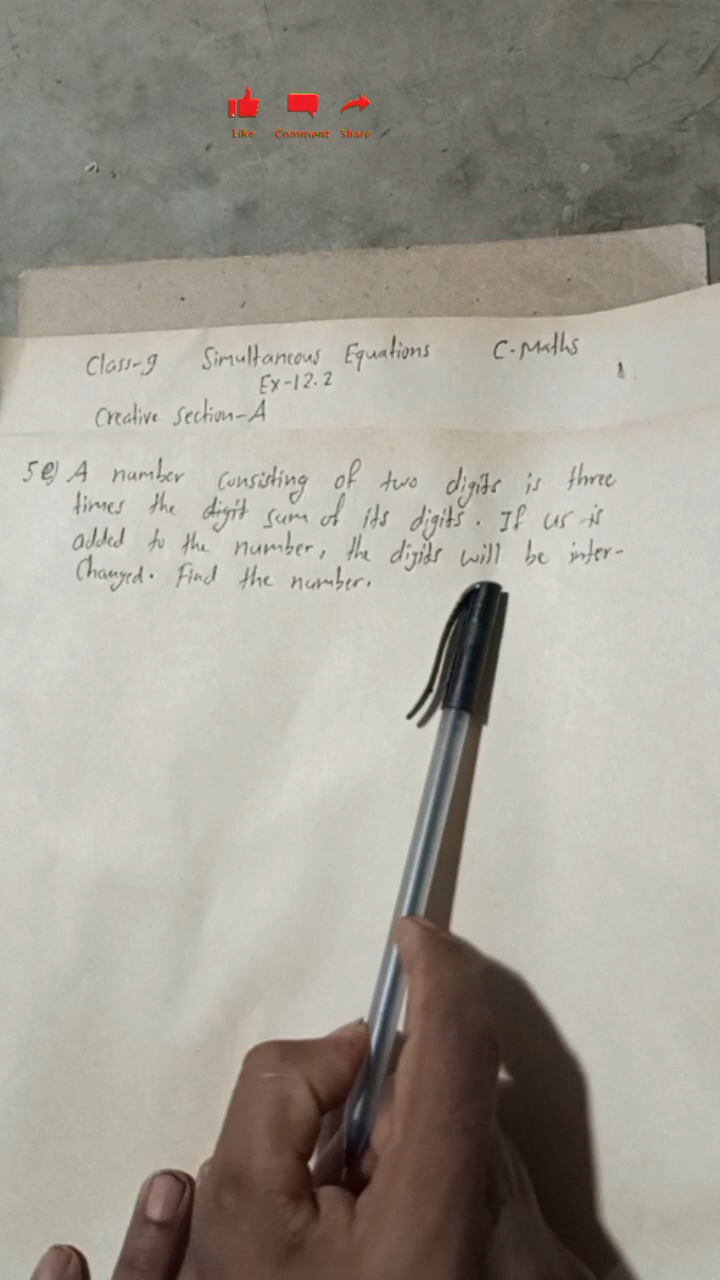 Like Comment Share
Class-9 Simultaneous Equations C-Maths
Ex-12.2
Creative Section-A
5e) A number consisting of two digits is three
times the digit sum of its digits. If 45 is
added to the number, the digits will be inter-
changed. Find the number.